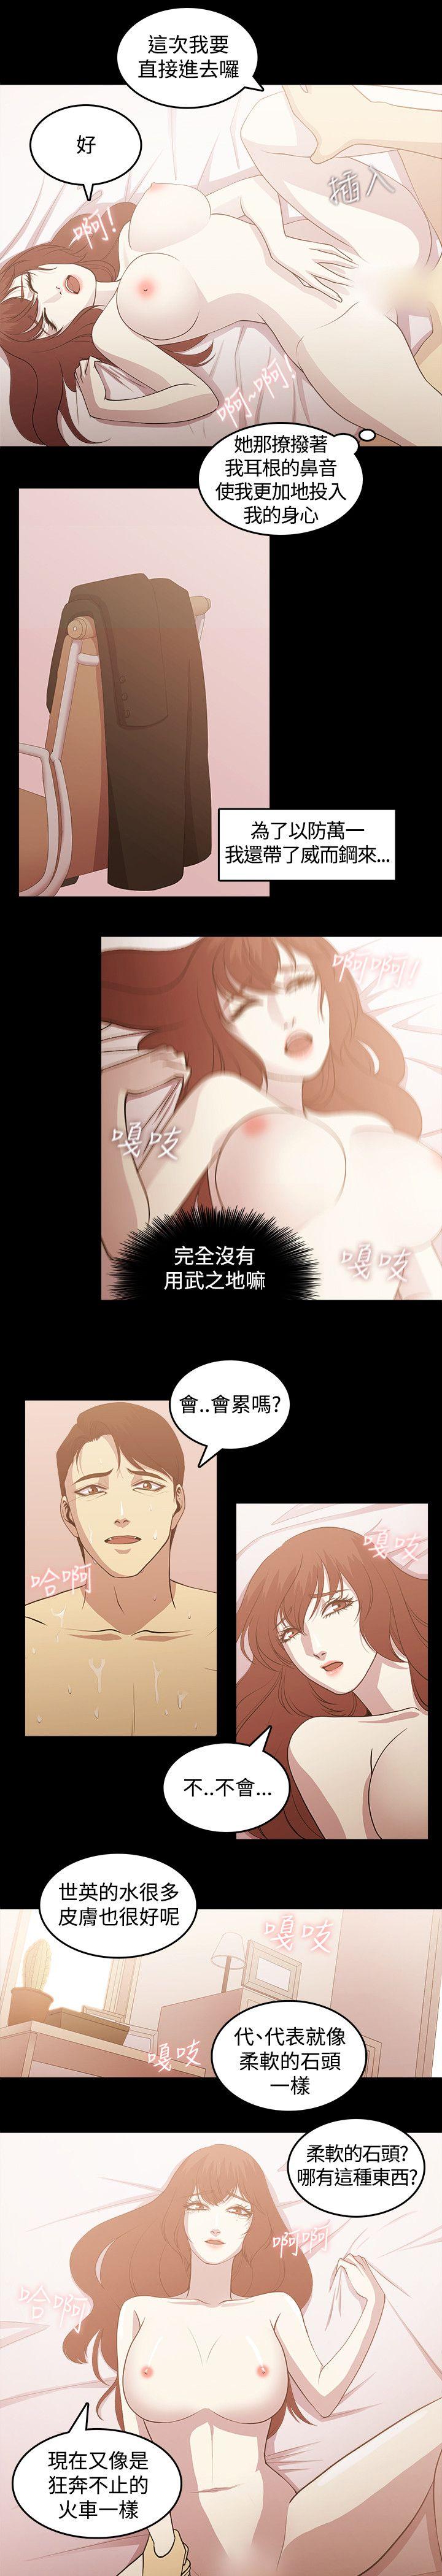 這次我要
直接進去囉
好
插入
啊!
啊~啊!
她那撩撥著
我耳根的鼻音
使我更加地投入
我的身心
為了以防萬一
我還帶了威而鋼來...
啊啊!
嘎吱
完全沒有
用武之地嘛
嘎吱
會..會累嗎?
哈啊
嘎吱
不..不會...
世英的水很多
皮膚也很好呢
嘎吱
嘎吱
代、代表就像
柔軟的石頭
一樣
柔軟的石頭?
哪有這種東西?
啊啊
哈啊
現在又像是
狂奔不止的
火車一樣